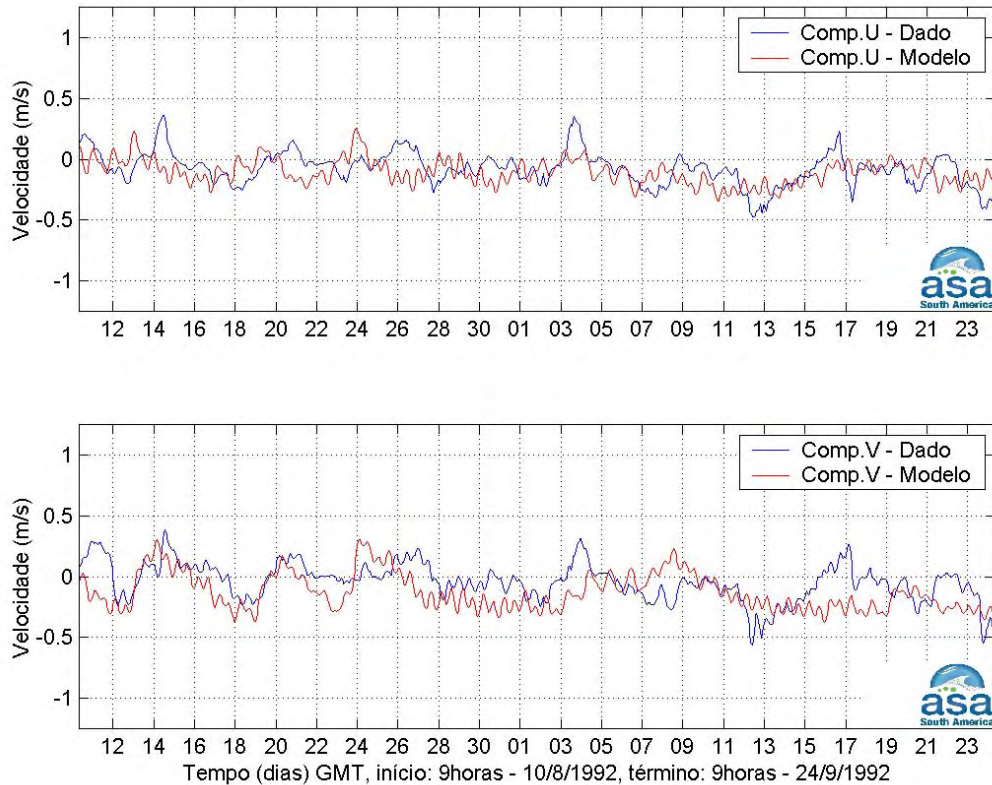 Comp.U - Dado
Comp.U - Modelo
Velocidade (m/s)
1
0.5
0
-0.5
-1
12 14 16 18 20 22 24 26 28 30 01 03 05 07 09 11 13 15 17 19 21 23
asa
South America
Comp.V - Dado
Comp.V - Modelo
Velocidade (m/s)
1
0.5
0
-0.5
-1
12 14 16 18 20 22 24 26 28 30 01 03 05 07 09 11 13 15 17 19 21 23
asa
South America
Tempo (dias) GMT, início: 9horas - 10/8/1992, término: 9horas - 24/9/1992